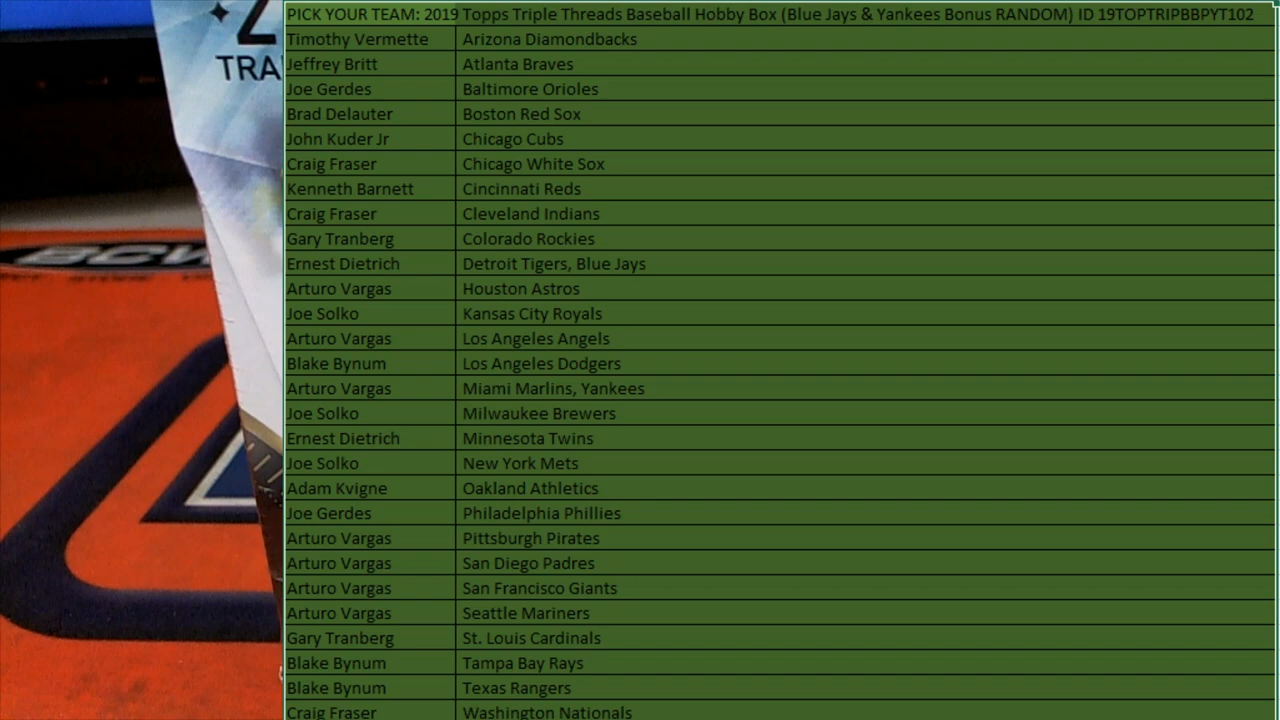 PICK YOUR TEAM: 2019 Topps Triple Threads Baseball Hobby Box (Blue Jays & Yankees Bonus RANDOM) ID 19TOPTRIPBBPYT102
Timothy Vermette Arizona Diamondbacks
TRA
Jeffrey Britt Atlanta Braves
Joe Gerdes Baltimore Orioles
Brad Delauter Boston Red Sox
John Kuder Jr Chicago Cubs
Craig Fraser Chicago White Sox
Kenneth Barnett Cincinnati Reds
Craig Fraser Cleveland Indians
Gary Tranberg Colorado Rockies
BCW
Ernest Dietrich Detroit Tigers, Blue Jays
Arturo Vargas Houston Astros
Joe Solko Kansas City Royals
Arturo Vargas Los Angeles Angels
Blake Bynum Los Angeles Dodgers
Arturo Vargas Miami Marlins, Yankees
Joe Solko Milwaukee Brewers
Ernest Dietrich Minnesota Twins
Joe Solko New York Mets
Adam Kvigne Oakland Athletics
Joe Gerdes Philadelphia Phillies
Arturo Vargas Pittsburgh Pirates
Arturo Vargas San Diego Padres
Arturo Vargas San Francisco Giants
Arturo Vargas Seattle Mariners
Gary Tranberg St. Louis Cardinals
Blake Bynum Tampa Bay Rays
Blake Bynum Texas Rangers
Craig Fraser Washington Nationals